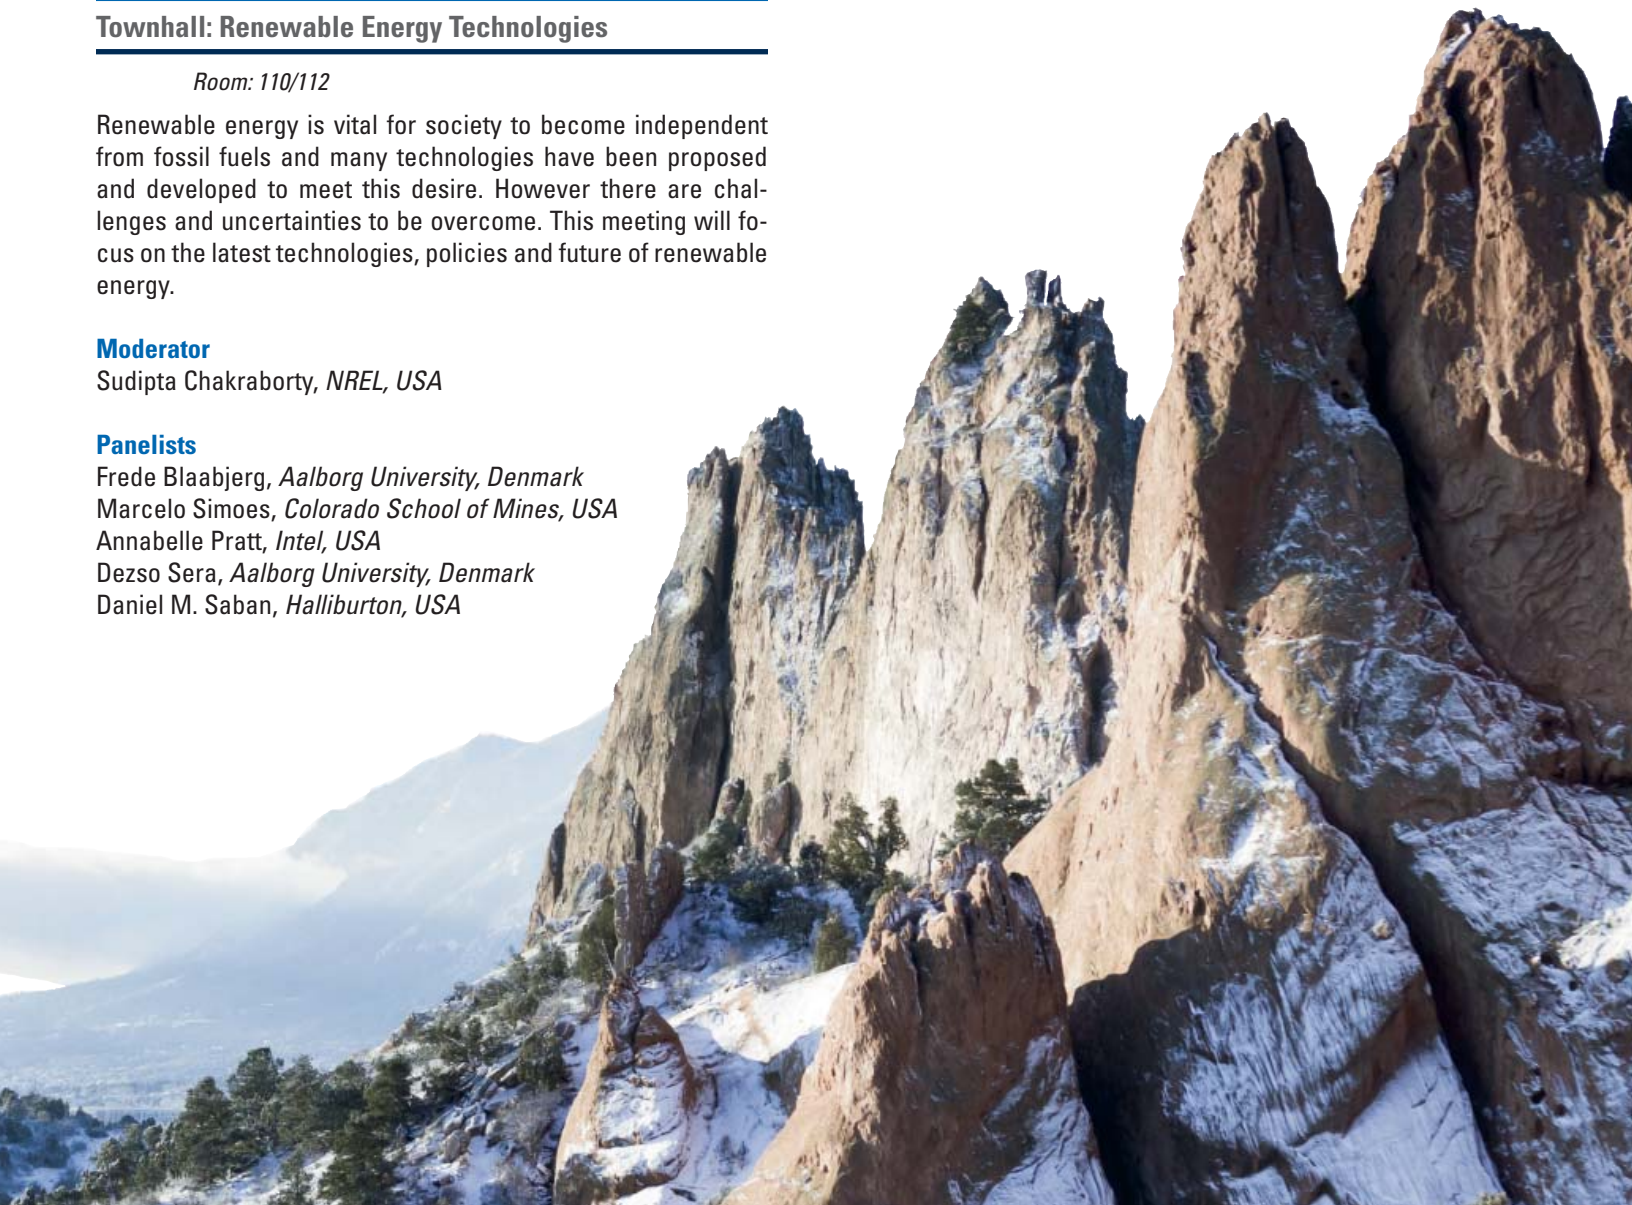 Townhall: Renewable Energy Technologies
Room: 110/112
Renewable energy is vital for society to become independent
from fossil fuels and many technologies have been proposed
and developed to meet this desire. However there are chal-
lenges and uncertainties to be overcome. This meeting will fo-
cus on the latest technologies, policies and future of renewable
energy.
Moderator
Sudipta Chakraborty, NREL, USA
Panelists
Frede Blaabjerg, Aalborg University, Denmark
Marcelo Simoes, Colorado School of Mines, USA
Annabelle Pratt, Intel, USA
Dezso Sera, Aalborg University, Denmark
Daniel M. Saban, Halliburton, USA